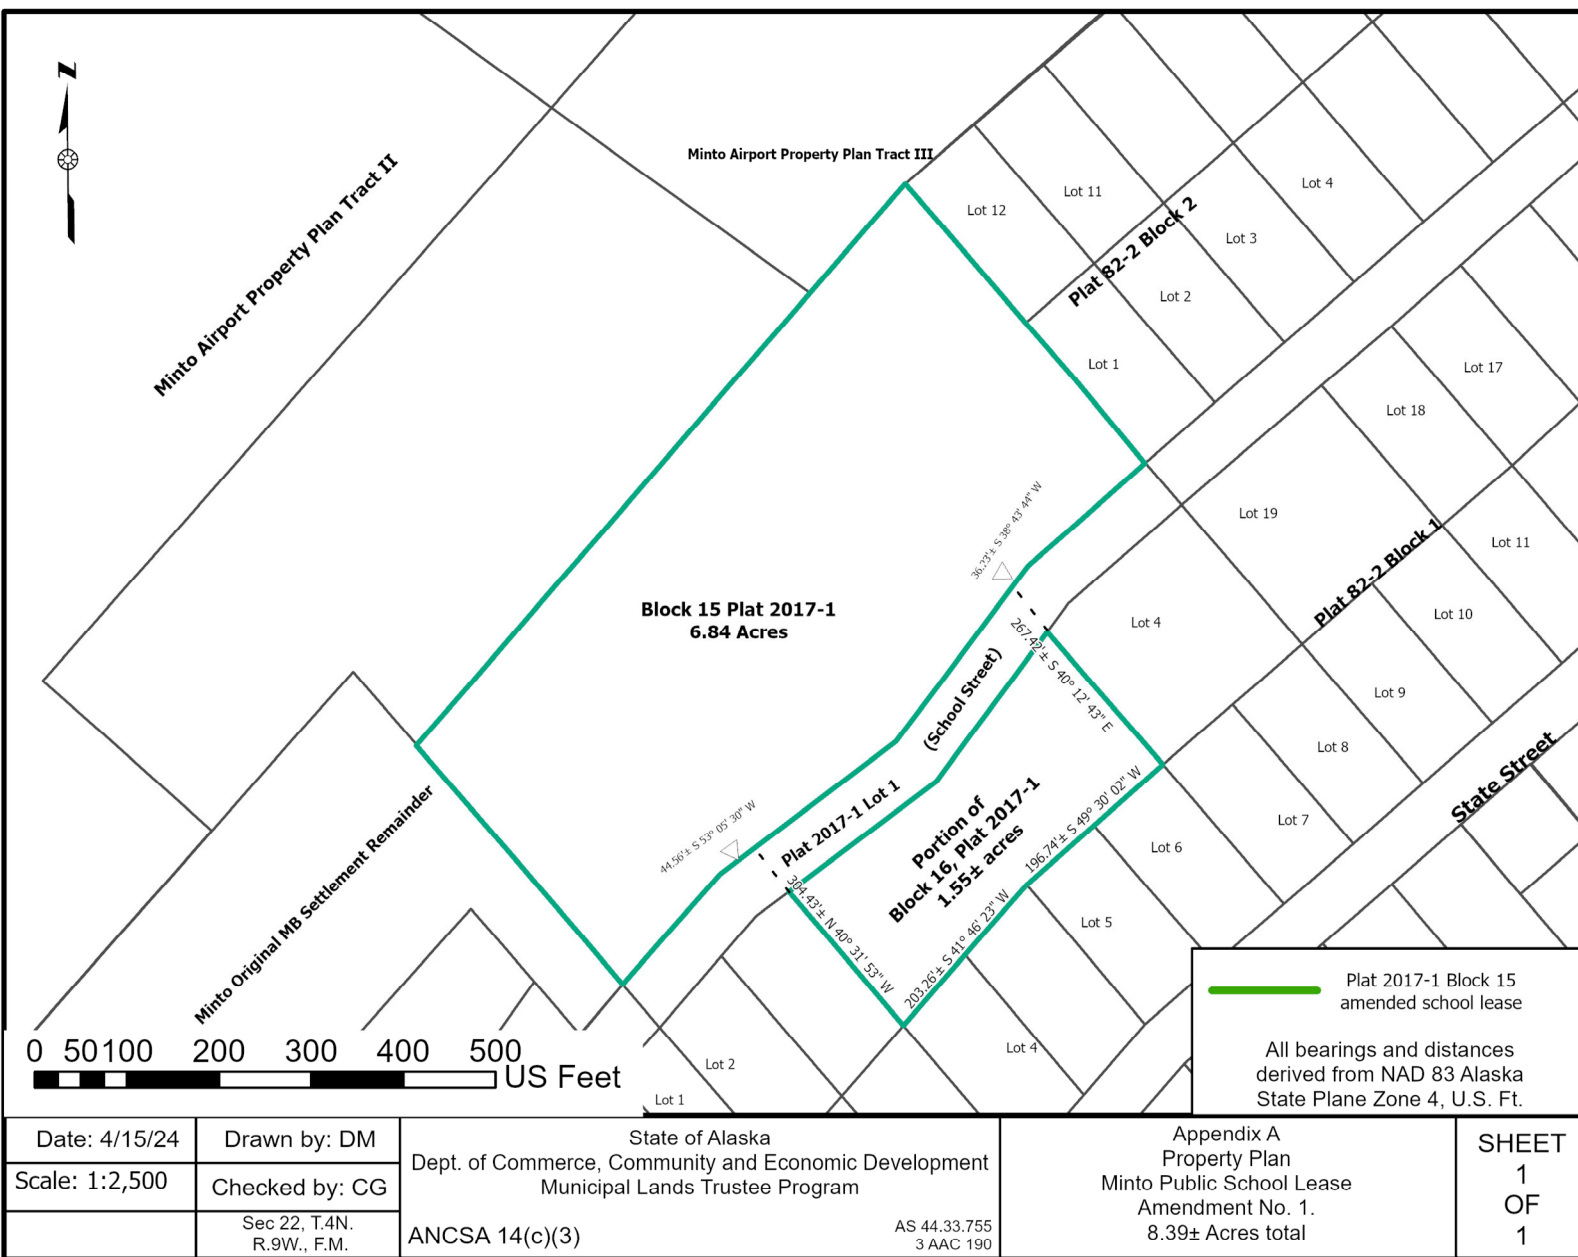 N
Minto Airport Property Plan Tract II
Minto Airport Property Plan Tract III
Lot 12
Lot 11
Lot 4
Lot 3
Plat 82-2 Block 2
Lot 2
Lot 1
Lot 17
Lot 18
Lot 19
Plat 82-2 Block 1
Lot 11
Lot 10
Lot 9
Lot 8
Lot 7
Lot 6
Lot 5
Lot 4
Lot 4
State Street
36.23'± S 38° 43' 44" W
267.42'± S 40° 12' 43" E
Block 15 Plat 2017-1
6.84 Acres
(School Street)
Plat 2017-1 Lot 1
44.56'± S 53° 05' 30" W
304.43'± N 40° 31' 53" W
Portion of
Block 16, Plat 2017-1
1.55± acres
196.74'± S 49° 30' 02" W
203.26'± S 41° 46' 23" W
Minto Original MB Settlement Remainder
Lot 2
Lot 1
0 50 100 200 300 400 500
US Feet
Plat 2017-1 Block 15
amended school lease
All bearings and distances
derived from NAD 83 Alaska
State Plane Zone 4, U.S. Ft.
Date: 4/15/24
Scale: 1:2,500
Drawn by: DM
Checked by: CG
Sec 22, T.4N.
R.9W., F.M.
State of Alaska
Dept. of Commerce, Community and Economic Development
Municipal Lands Trustee Program
ANCSA 14(c)(3)
AS 44.33.755
3 AAC 190
Appendix A
Property Plan
Minto Public School Lease
Amendment No. 1.
8.39± Acres total
SHEET
1
OF
1